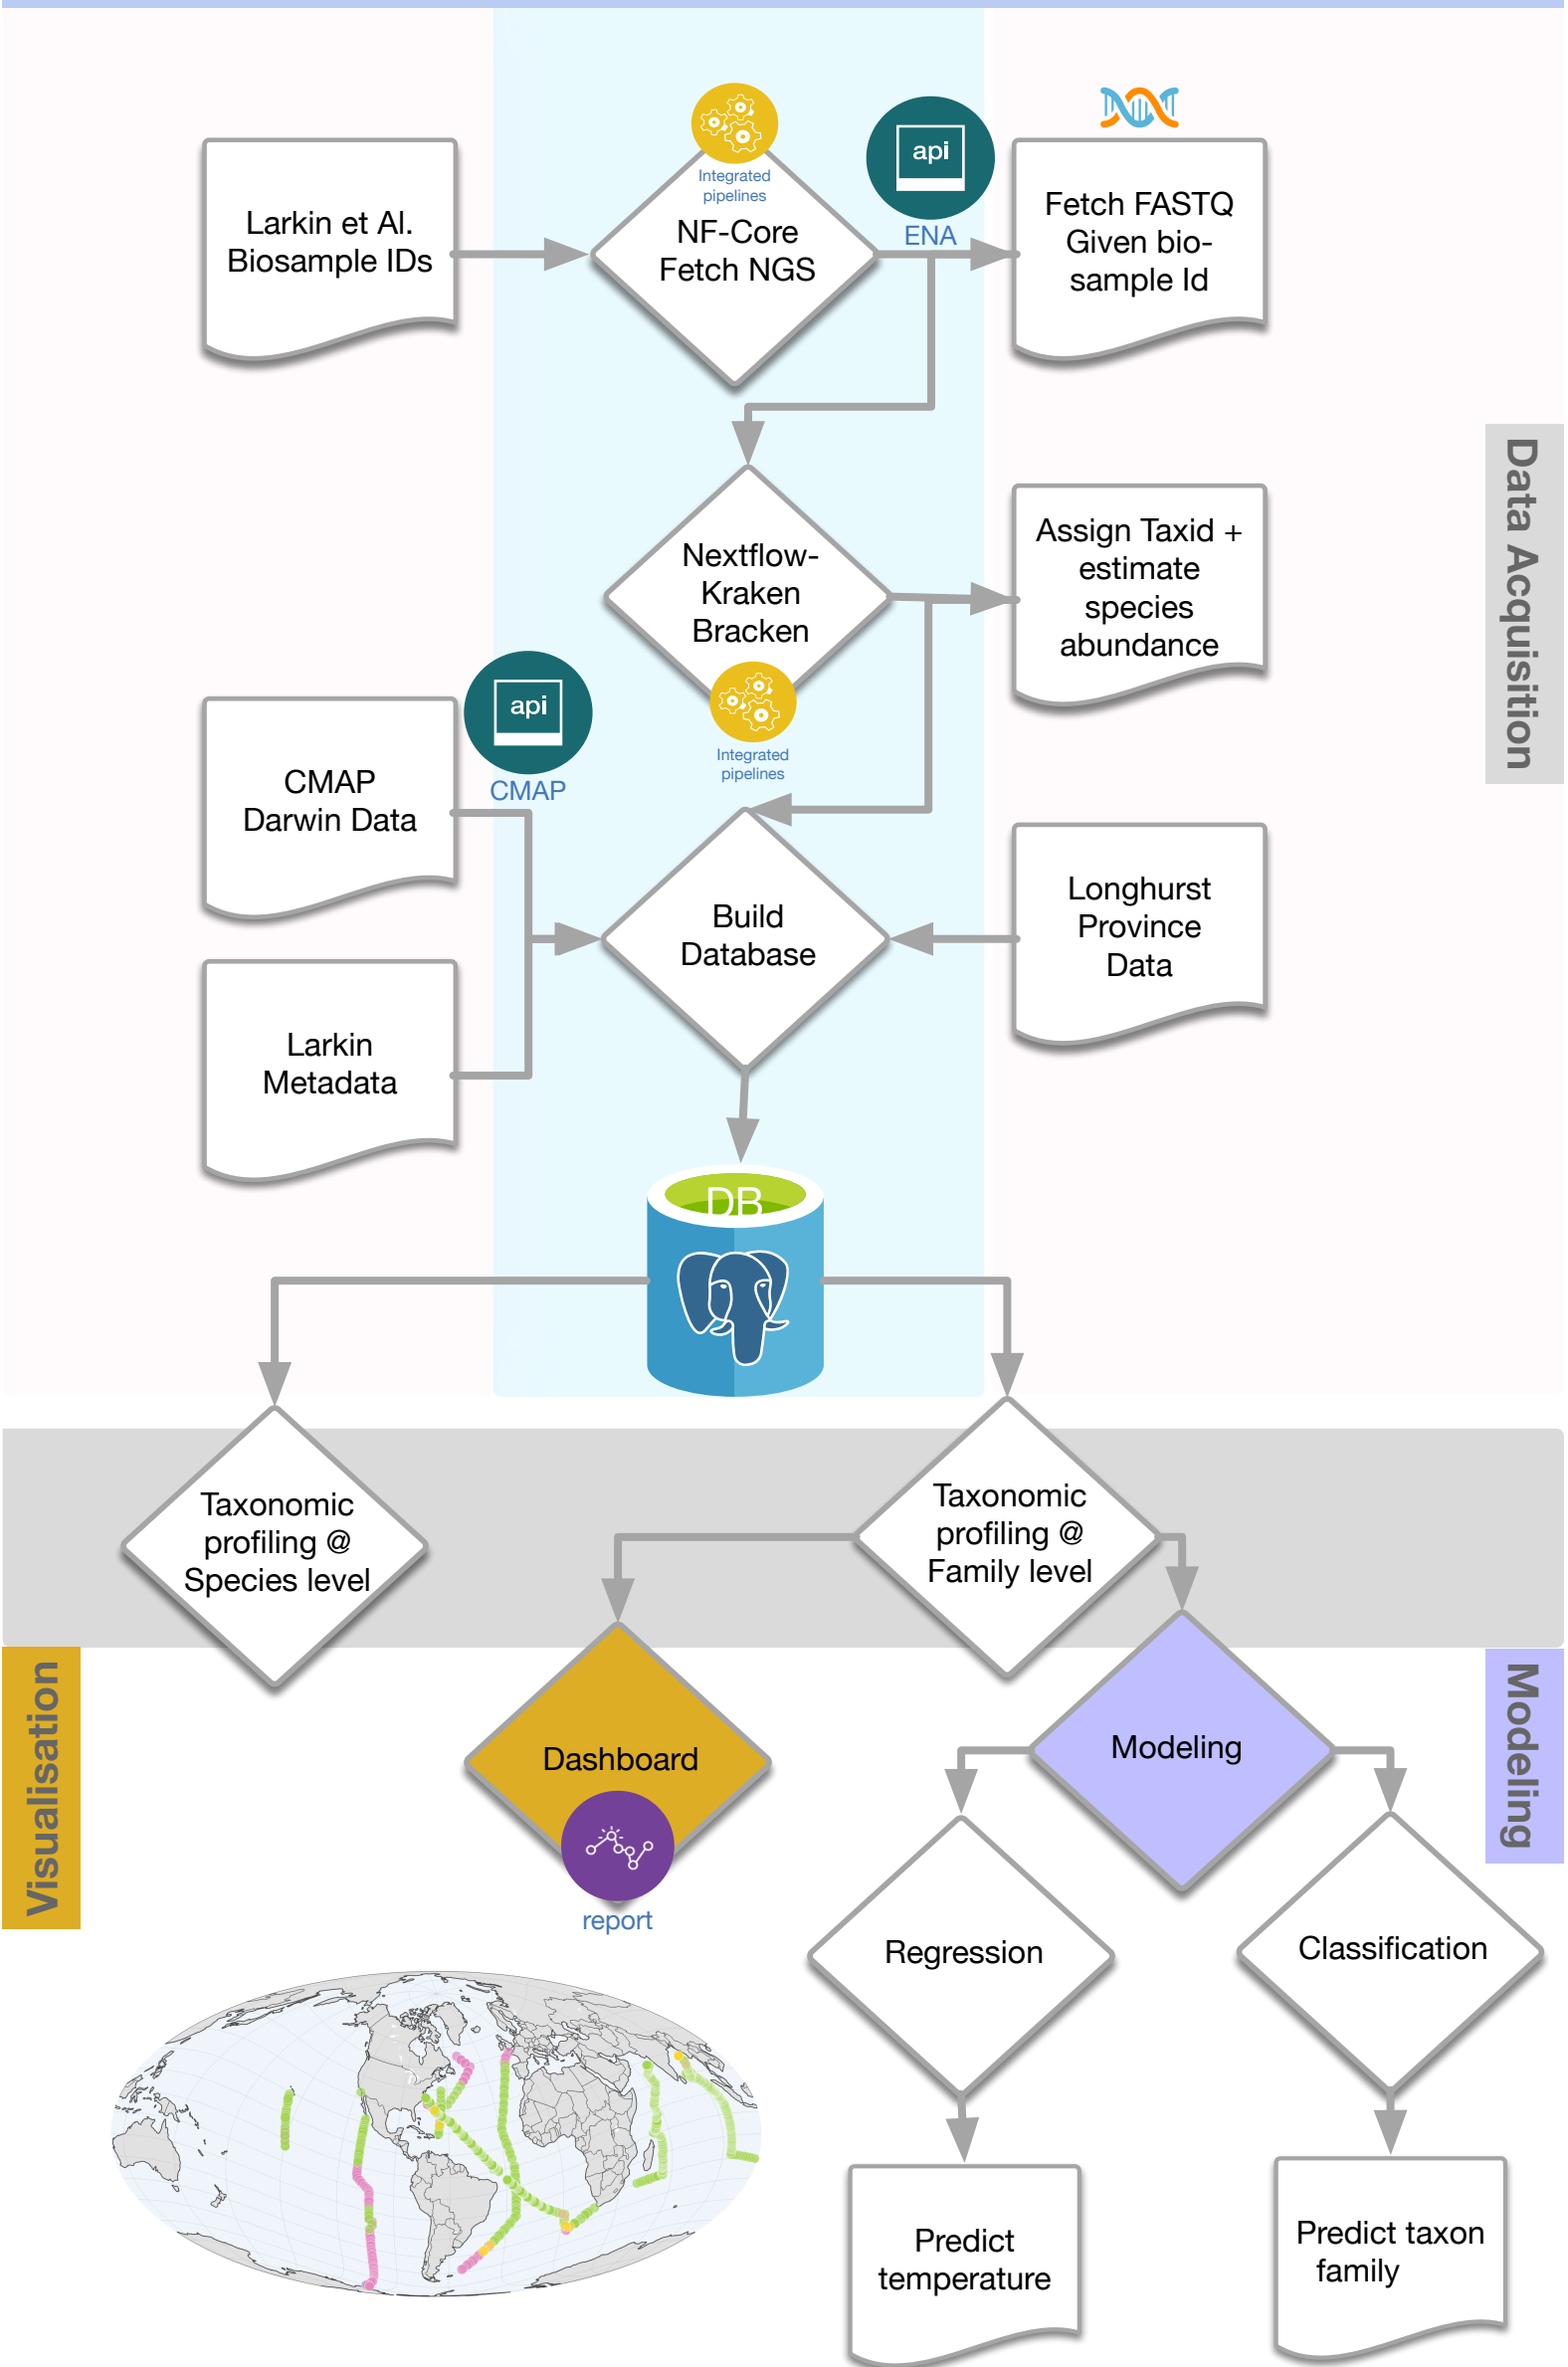 Integrated
pipelines
api
ENA
Larkin et Al.
Biosample IDs
NF-Core
Fetch NGS
Fetch FASTQ
Given bio-
sample Id
Data Acquisition
Nextflow-
Kraken
Bracken
Integrated
pipelines
Assign Taxid +
estimate
species
abundance
api
CMAP
CMAP
Darwin Data
Build
Database
Longhurst
Province
Data
Larkin
Metadata
DB
Taxonomic
profiling @
Species level
Taxonomic
profiling @
Family level
Visualisation
Dashboard
report
Modeling
Modeling
Regression
Classification
Predict
temperature
Predict taxon
family